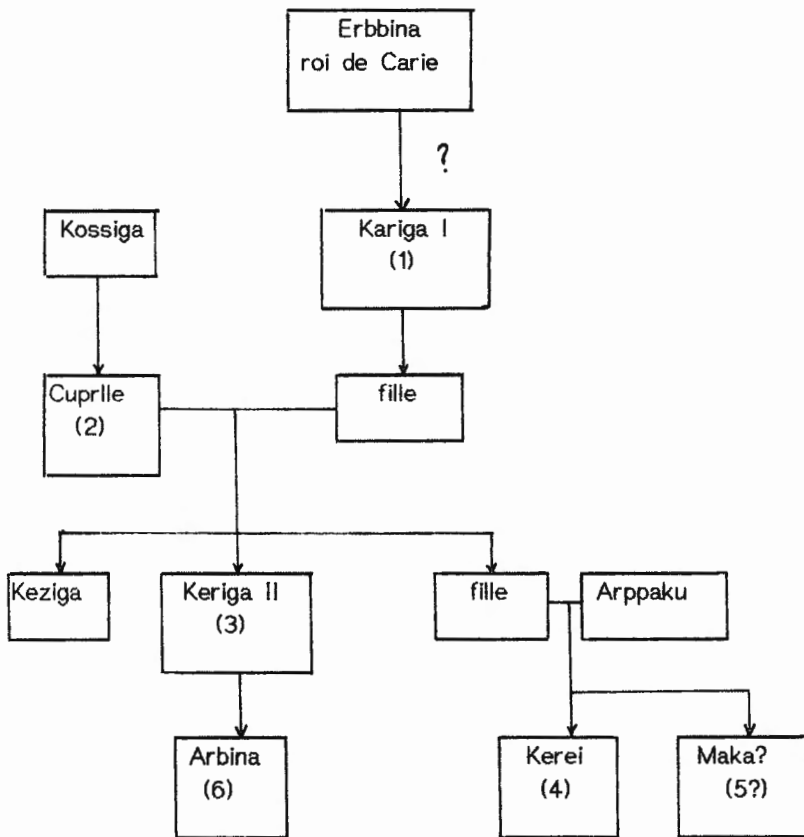 Erbbina
roi de Carie
?
Kossiga
Kariga I
(1)
Cuprlle
(2)
fille
Keziga
Keriga II
(3)
fille
Arppaku
Arbina
(6)
Kerei
(4)
Maka?
(5?)